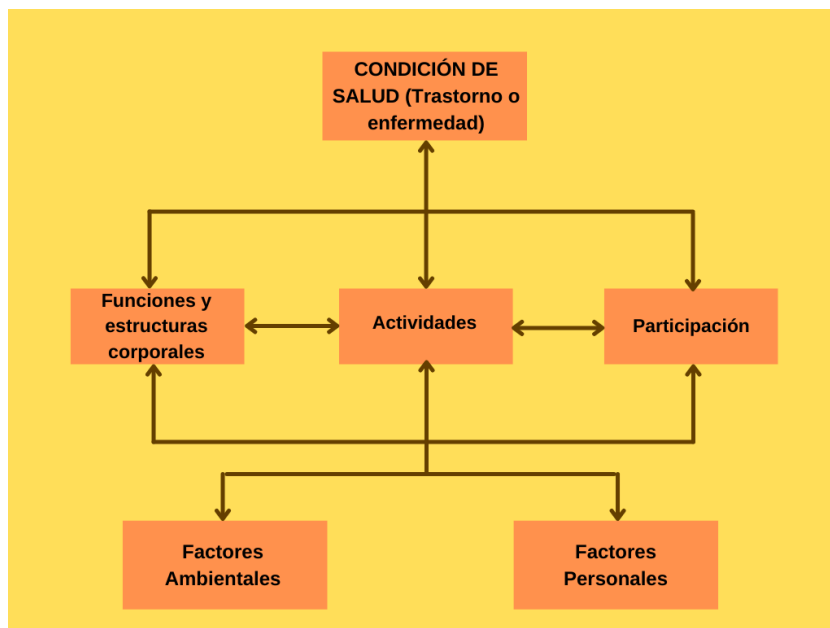 CONDICIÓN DE
SALUD (Trastorno o
enfermedad)
Funciones y
estructuras
corporales
Actividades
Participación
Factores
Ambientales
Factores
Personales